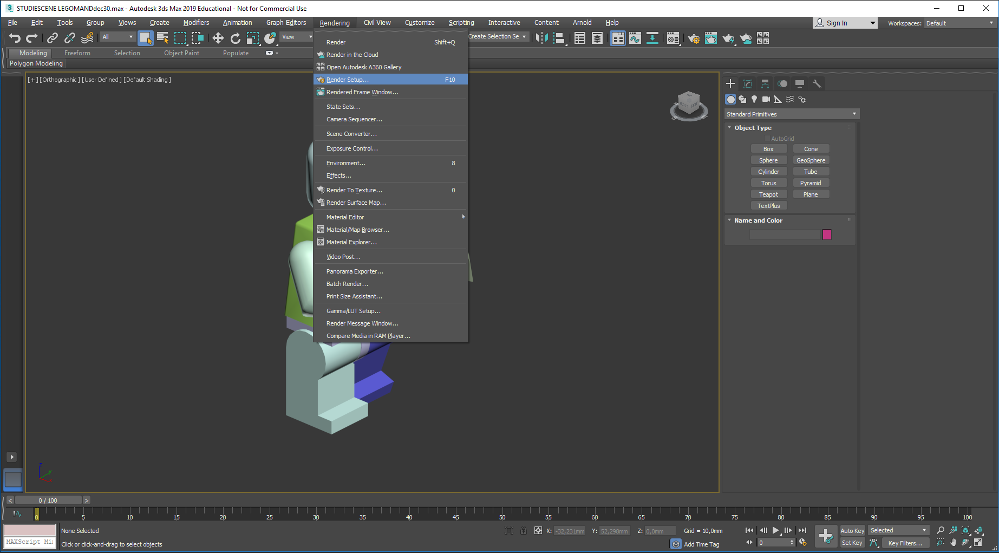 STUDIESCENE LEGOMANDdec30.max - Autodesk 3ds Max 2019 Educational - Not for Commercial Use
File Edit Tools Group Views Create Modifiers Animation Graph Editors Rendering Civil View Customize Scripting Interactive Content Arnold Help Sign In Workspaces: Default
All View Create Selection Se
Modeling Freeform Selection Object Paint Populate
Polygon Modeling
[+] [Orthographic] [User Defined] [Default Shading]
Render Shift+Q
Render in the Cloud
Open Autodesk A360 Gallery
Render Setup... F10
Rendered Frame Window...
State Sets...
Camera Sequencer...
Scene Converter...
Exposure Control...
Environment... 8
Effects...
Render To Texture... 0
Render Surface Map...
Material Editor
Material/Map Browser...
Material Explorer...
Video Post...
Panorama Exporter...
Batch Render...
Print Size Assistant...
Gamma/LUT Setup...
Render Message Window...
Compare Media in RAM Player...
Standard Primitives
Object Type
AutoGrid
Box Cone
Sphere GeoSphere
Cylinder Tube
Torus Pyramid
Teapot Plane
TextPlus
Name and Color
z
y
x
< 0 / 100 >
0 5 10 15 20 25 30 35 40 45 50 55 60 65 70 75 80 85 90 95 100
None Selected X: -32,231mm Y: 52,298mm Z: 0,0mm Grid = 10,0mm Auto Key Selected
MAXScript Mi
Click or click-and-drag to select objects Add Time Tag 0 Set Key Key Filters...